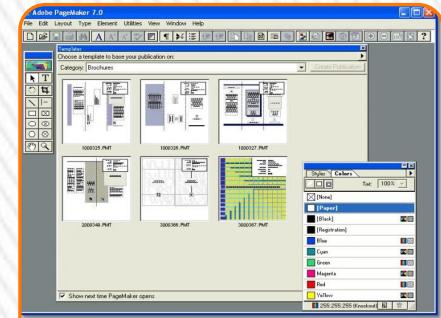 Adobe PageMaker 7.0
File Edit Layout Type Element Utilities View Window Help
Templates
Choose a template to base your publication on:
Category: Brochures
Create Publication
1000325.PMT
1000326.PMT
1000327.PMT
2000348.PMT
3000366.PMT
3000367.PMT
Show next time PageMaker opens
Styles Colors
Tint: 100%
[None]
[Paper]
[Black]
[Registration]
Blue
Cyan
Green
Magenta
Red
Yellow
255.255.255 (Knockout)